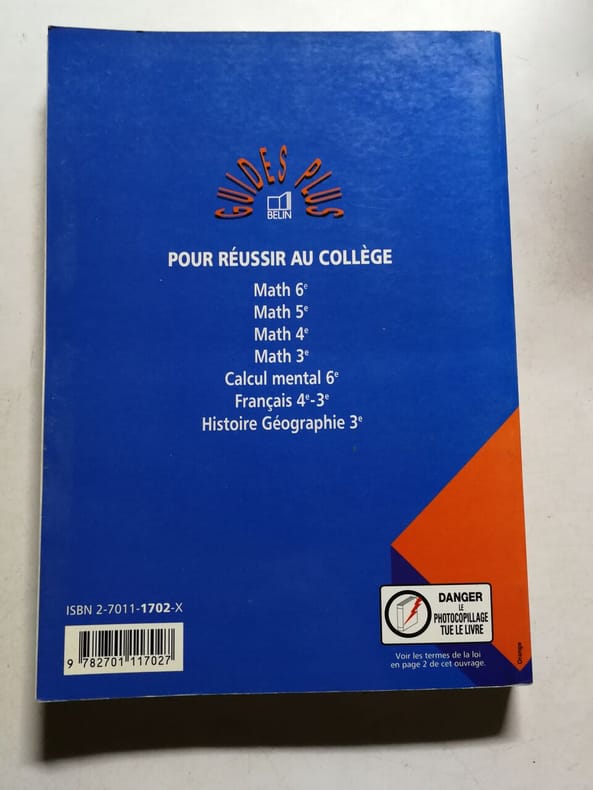 GUIDES PLUS
BELIN
POUR RÉUSSIR AU COLLÈGE
Math 6e
Math 5e
Math 4e
Math 3e
Calcul mental 6e
Français 4e-3e
Histoire Géographie 3e
ISBN 2-7011-1702-X
9 782701 117027
DANGER
LE
PHOTOCOPILLAGE
TUE LE LIVRE
Voir les termes de la loi
en page 2 de cet ouvrage.
Orango